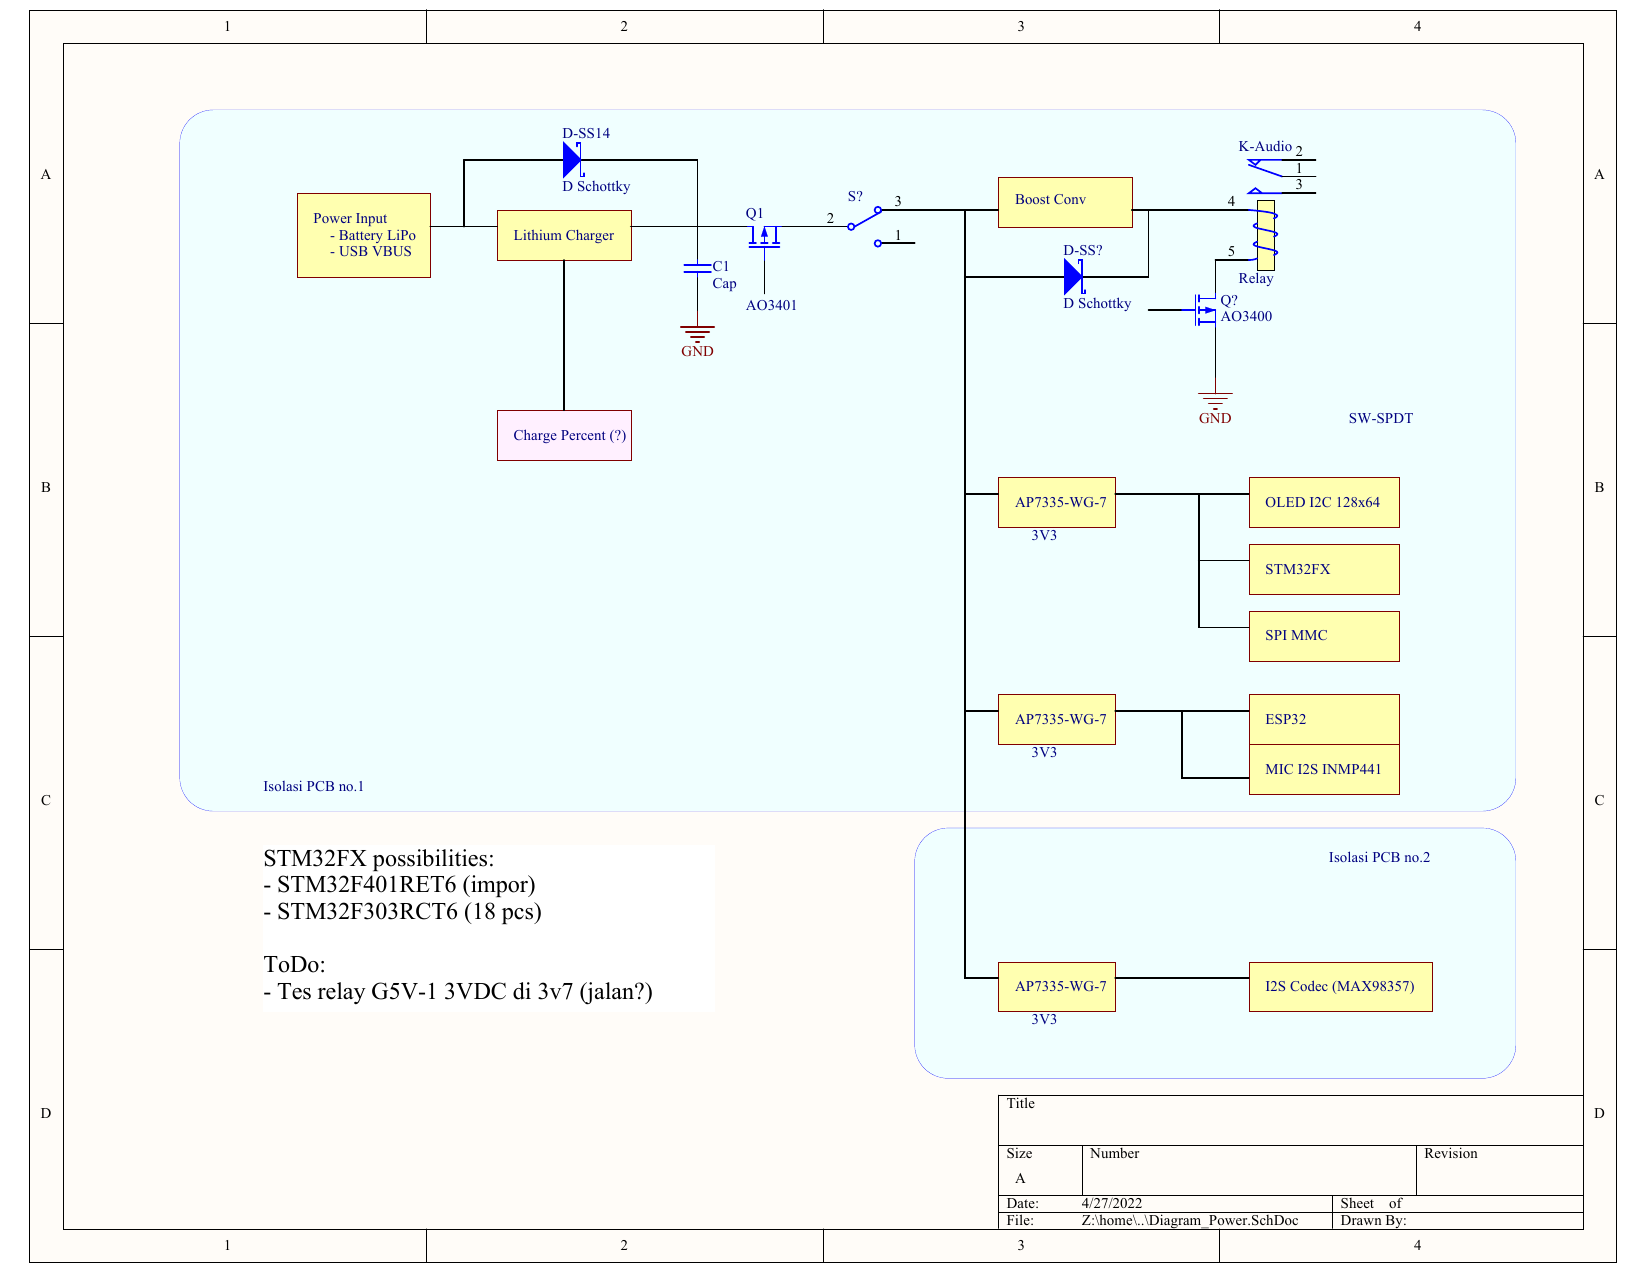 1 2 3 4
A A
D-SS14
D Schottky
Power Input
- Battery LiPo
- USB VBUS
Lithium Charger
Q1
AO3401
C1
Cap
GND
S?
2
3
1
Boost Conv
K-Audio
2
1
3
4
5
Relay
D-SS?
D Schottky
Q?
AO3400
GND
SW-SPDT
Charge Percent (?)
B B
AP7335-WG-7
3V3
OLED I2C 128x64
STM32FX
SPI MMC
AP7335-WG-7
3V3
ESP32
MIC I2S INMP441
Isolasi PCB no.1
C C
STM32FX possibilities:
- STM32F401RET6 (impor)
- STM32F303RCT6 (18 pcs)
ToDo:
- Tes relay G5V-1 3VDC di 3v7 (jalan?)
Isolasi PCB no.2
AP7335-WG-7
3V3
I2S Codec (MAX98357)
D D
Title
Size
A
Number
Revision
Date: 4/27/2022
Sheet of
File: Z:\home\..\Diagram_Power.SchDoc
Drawn By:
1 2 3 4